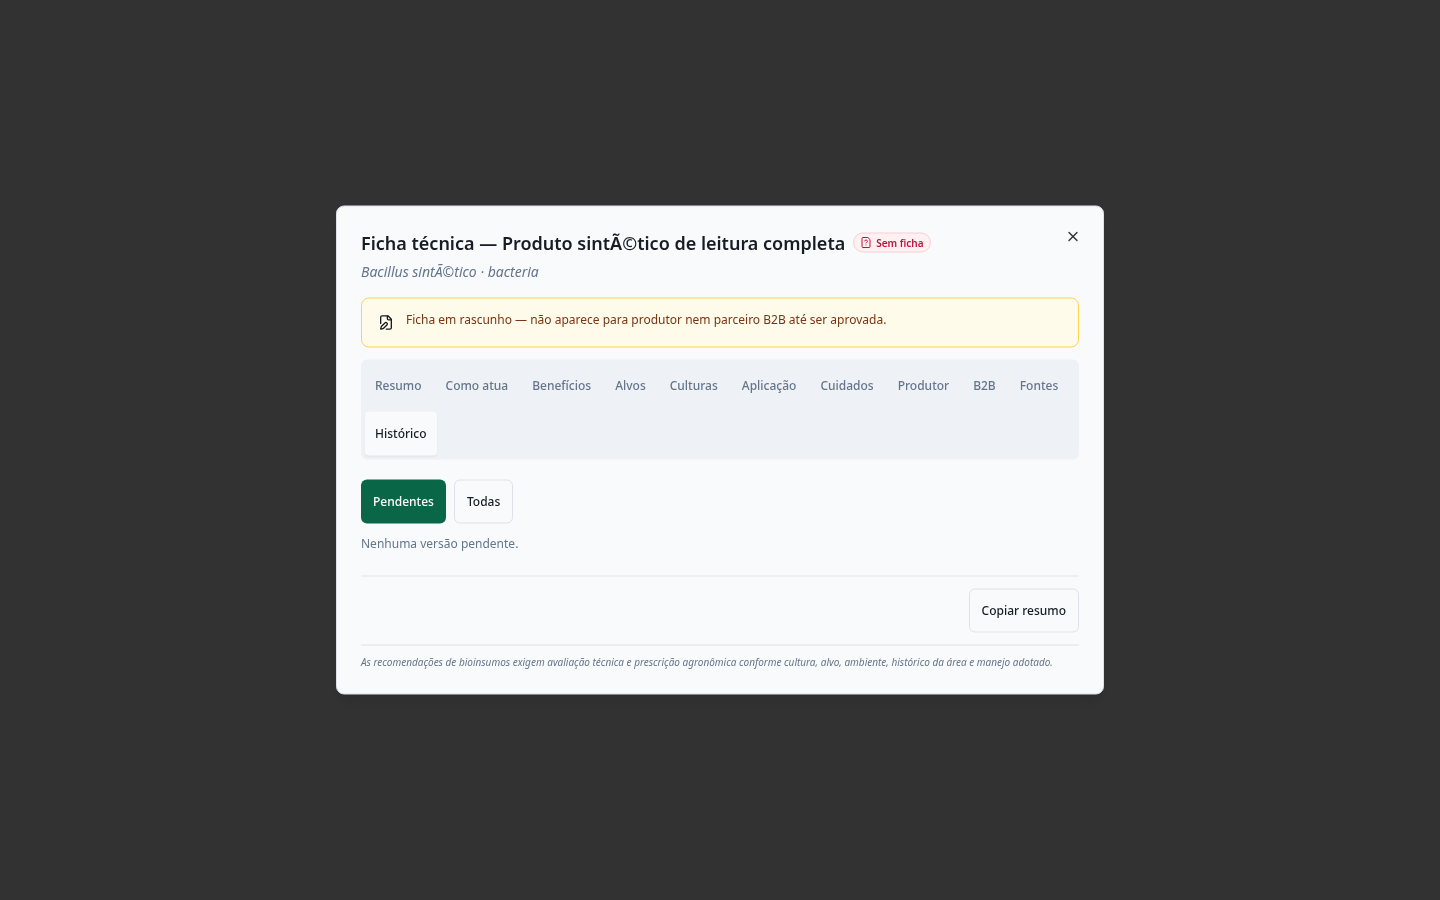 Ficha técnica — Produto sintÃ©tico de leitura completa Sem ficha
Bacillus sintÃ©tico · bacteria
Ficha em rascunho — não aparece para produtor nem parceiro B2B até ser aprovada.
Resumo Como atua Benefícios Alvos Culturas Aplicação Cuidados Produtor B2B Fontes
Histórico
Pendentes Todas
Nenhuma versão pendente.
Copiar resumo
As recomendações de bioinsumos exigem avaliação técnica e prescrição agronômica conforme cultura, alvo, ambiente, histórico da área e manejo adotado.